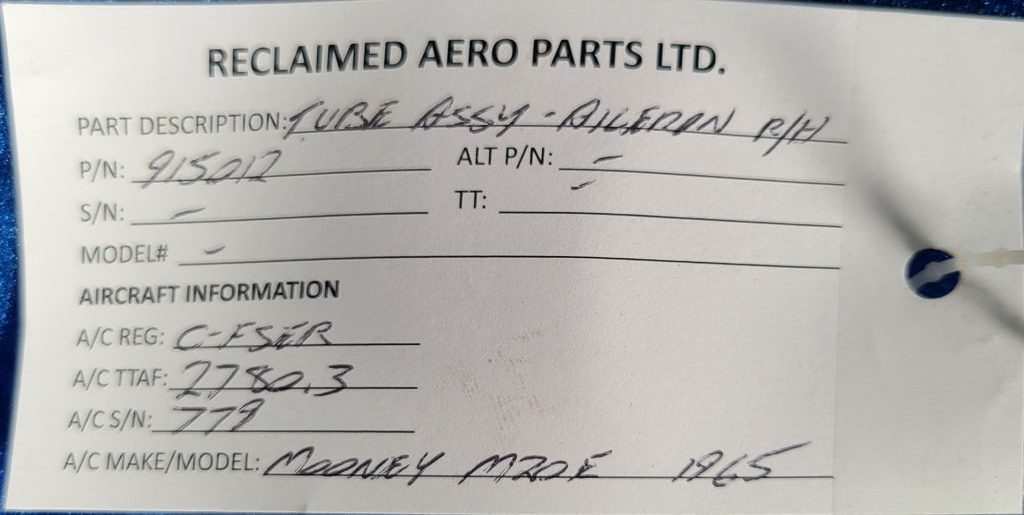 RECLAIMED AERO PARTS LTD.
PART DESCRIPTION: TUBE ASSY - AILERON R/H
P/N: 915012 ALT P/N: -
S/N: - TT: -
MODEL# -
AIRCRAFT INFORMATION
A/C REG: C-FSER
A/C TTAF: 2780.3
A/C S/N: 779
A/C MAKE/MODEL: MOONEY M20E 1965